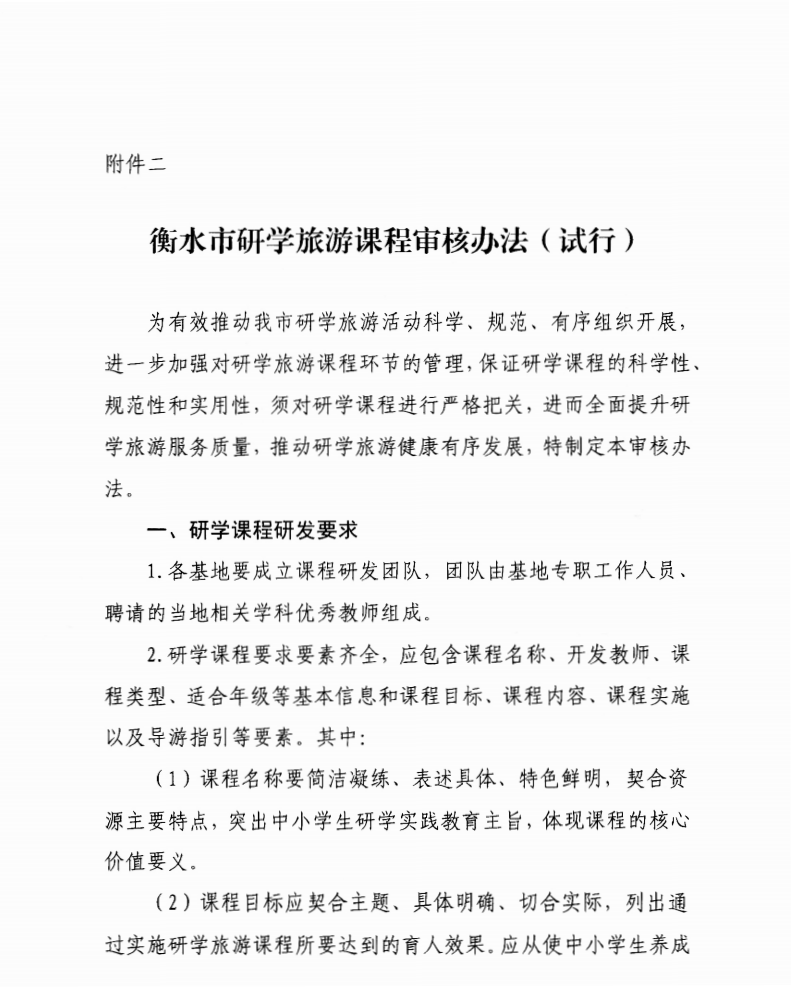 附件二
衡水市研学旅游课程审核办法（试行）
为有效推动我市研学旅游活动科学、规范、有序组织开展，
进一步加强对研学旅游课程环节的管理，保证研学课程的科学性、
规范性和实用性，须对研学课程进行严格把关，进而全面提升研
学旅游服务质量，推动研学旅游健康有序发展，特制定本审核办
法。
一、研学课程研发要求
1.各基地要成立课程研发团队，团队由基地专职工作人员、
聘请的当地相关学科优秀教师组成。
2.研学课程要求要素齐全，应包含课程名称、开发教师、课
程类型、适合年级等基本信息和课程目标、课程内容、课程实施
以及导游指引等要素。其中：
（1）课程名称要简洁凝练、表述具体、特色鲜明，契合资
源主要特点，突出中小学生研学实践教育主旨，体现课程的核心
价值要义。
（2）课程目标应契合主题、具体明确、切合实际，列出通
过实施研学旅游课程所要达到的育人效果。应从使中小学生养成